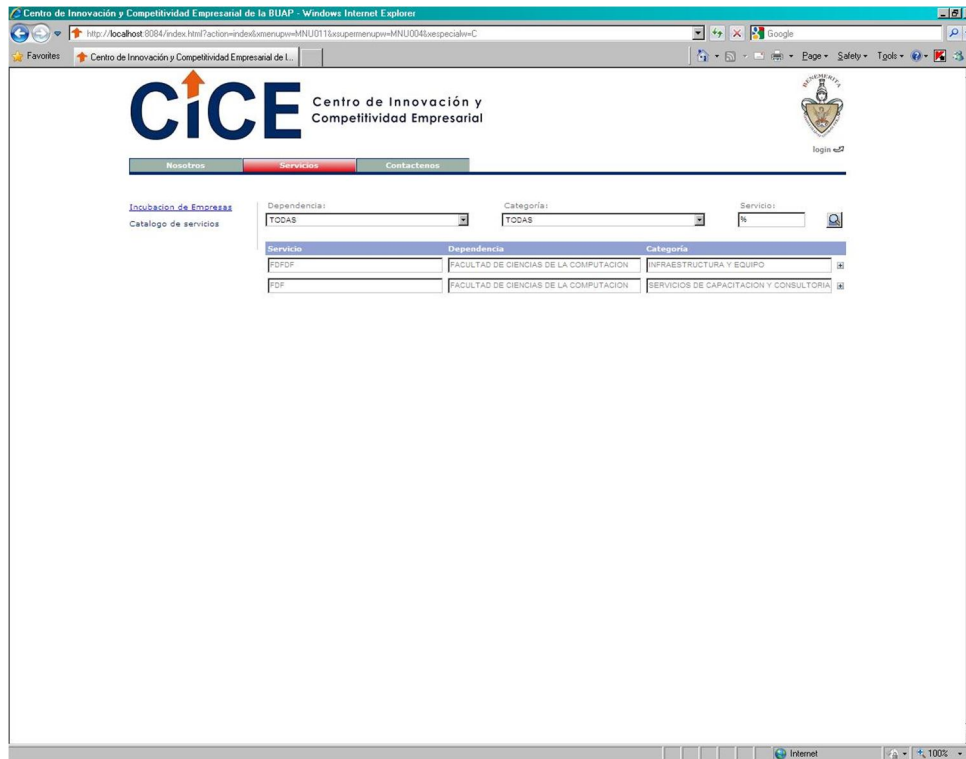 Centro de Innovación y Competitividad Empresarial de la BUAP - Windows Internet Explorer
http://localhost:8084/index.html?action=index&xmenupw=MNU011&xsupermenupw=MNU004&xespecialw=C
Google
Favorites
Centro de Innovación y Competitividad Empresarial de l...
Page
Safety
Tools
CiCE
Centro de Innovación y
Competitividad Empresarial
BENEMERITA
login
Nosotros Servicios Contactenos
Incubacion de Empresas
Catalogo de servicios
Dependencia: Categoría: Servicio:
TODAS TODAS %
Servicio Dependencia Categoría
FDFDF FACULTAD DE CIENCIAS DE LA COMPUTACION INFRAESTRUCTURA Y EQUIPO
FDF FACULTAD DE CIENCIAS DE LA COMPUTACION SERVICIOS DE CAPACITACION Y CONSULTORIA
Internet 100%